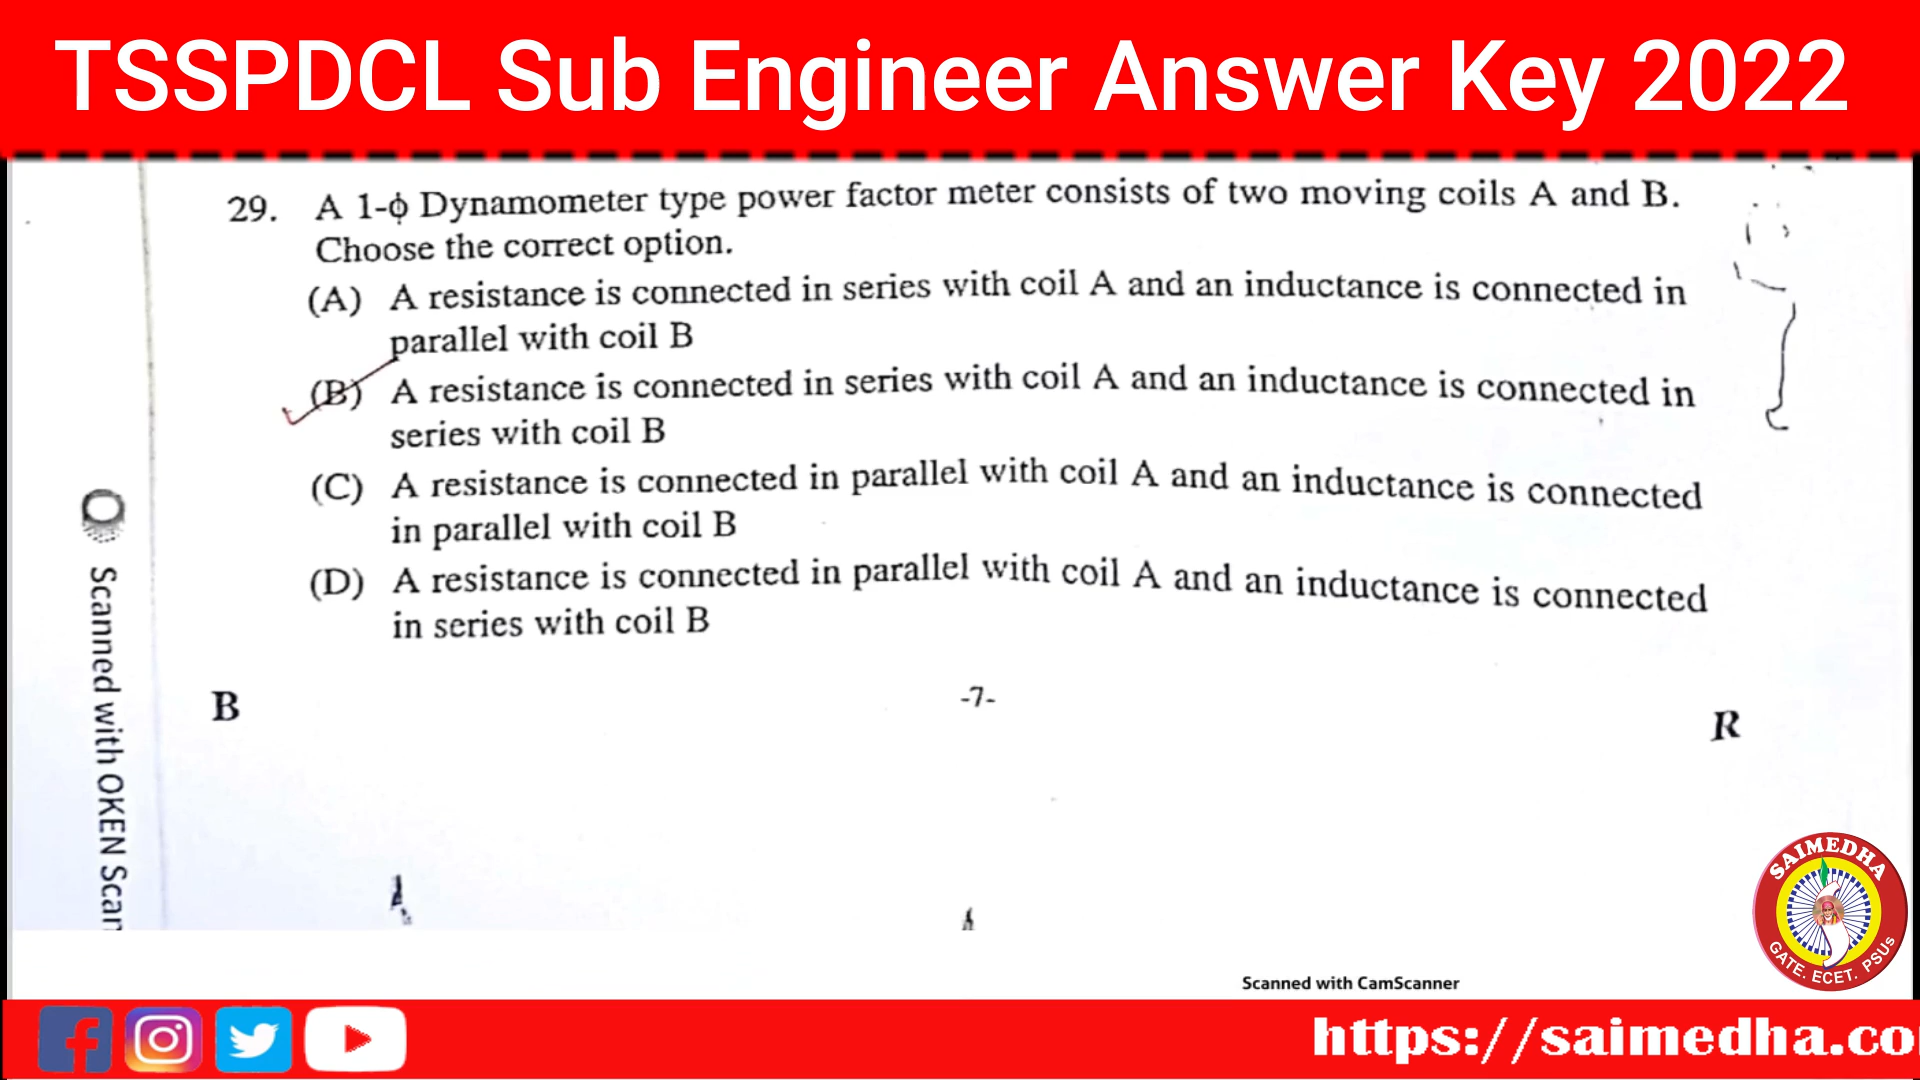 TSSPDCL Sub Engineer Answer Key 2022
29. A 1-ϕ Dynamometer type power factor meter consists of two moving coils A and B.
Choose the correct option.
(A) A resistance is connected in series with coil A and an inductance is connected in
parallel with coil B
(B) A resistance is connected in series with coil A and an inductance is connected in
series with coil B
(C) A resistance is connected in parallel with coil A and an inductance is connected
in parallel with coil B
(D) A resistance is connected in parallel with coil A and an inductance is connected
in series with coil B
B
-7-
R
Scanned with OKEN Scan
SAIMEDHA
GATE. ECET. PSUs
Scanned with CamScanner
https://saimedha.co